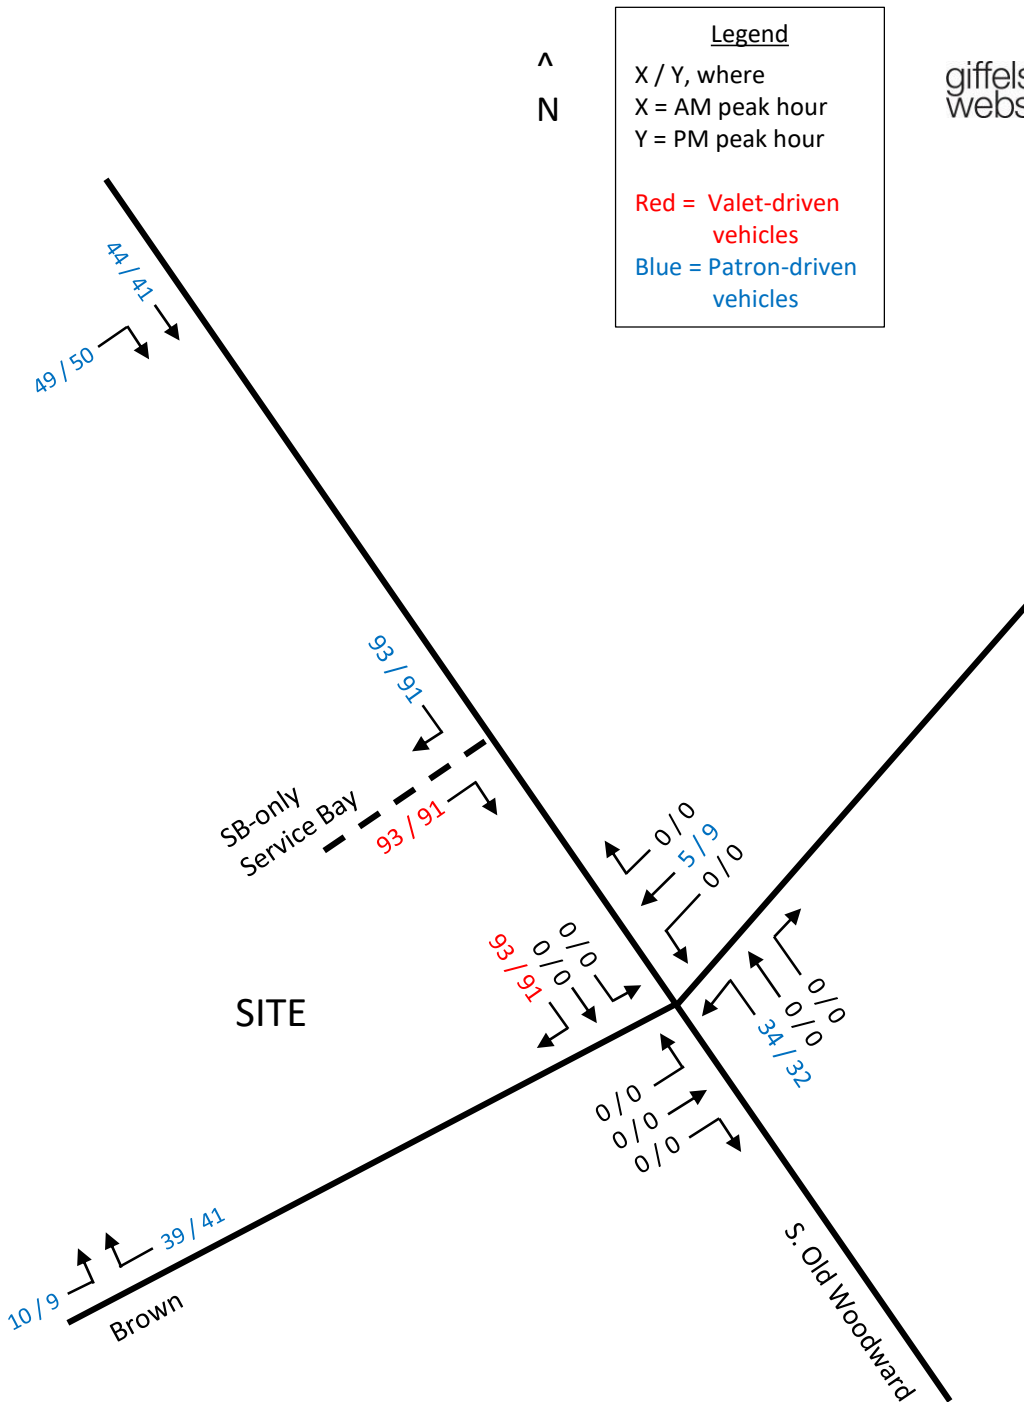 ^
N
Legend
X / Y, where
X = AM peak hour
Y = PM peak hour
Red = Valet-driven
vehicles
Blue = Patron-driven
vehicles
44 / 41
49 / 50
93 / 91
SB-only
Service Bay
93 / 91
0 / 0
5 / 9
0 / 0
0 / 0
0 / 0
93 / 91
SITE
0 / 0
0 / 0
34 / 32
0 / 0
0 / 0
0 / 0
39 / 41
10 / 9
Brown
S. Old Woodward